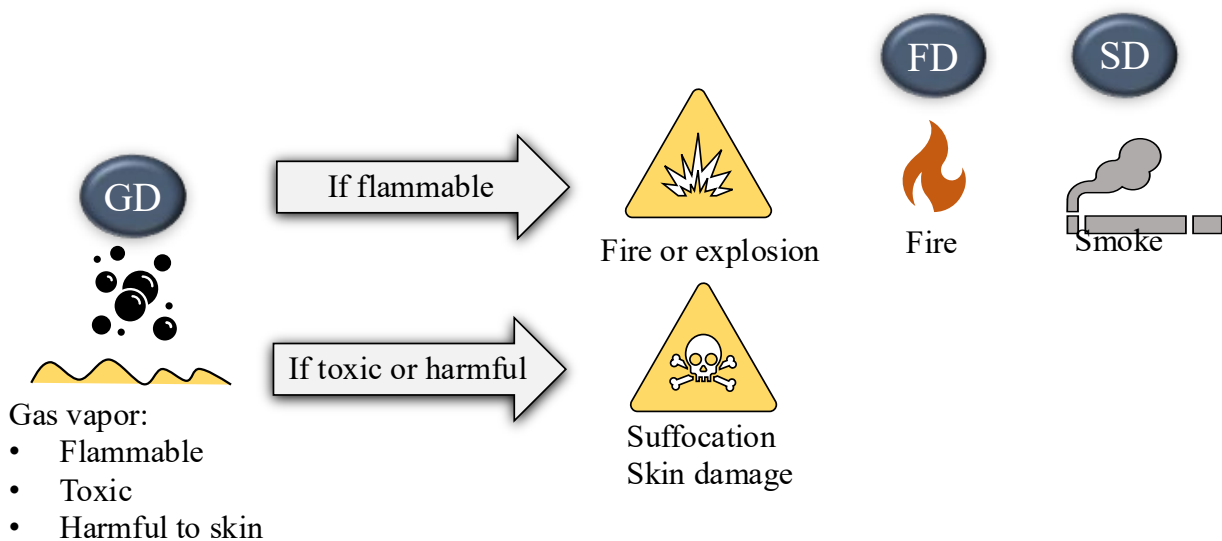 FD
SD
GD
If flammable
Fire or explosion
Fire
Smoke
If toxic or harmful
Gas vapor:
• Flammable
• Toxic
• Harmful to skin
Suffocation
Skin damage